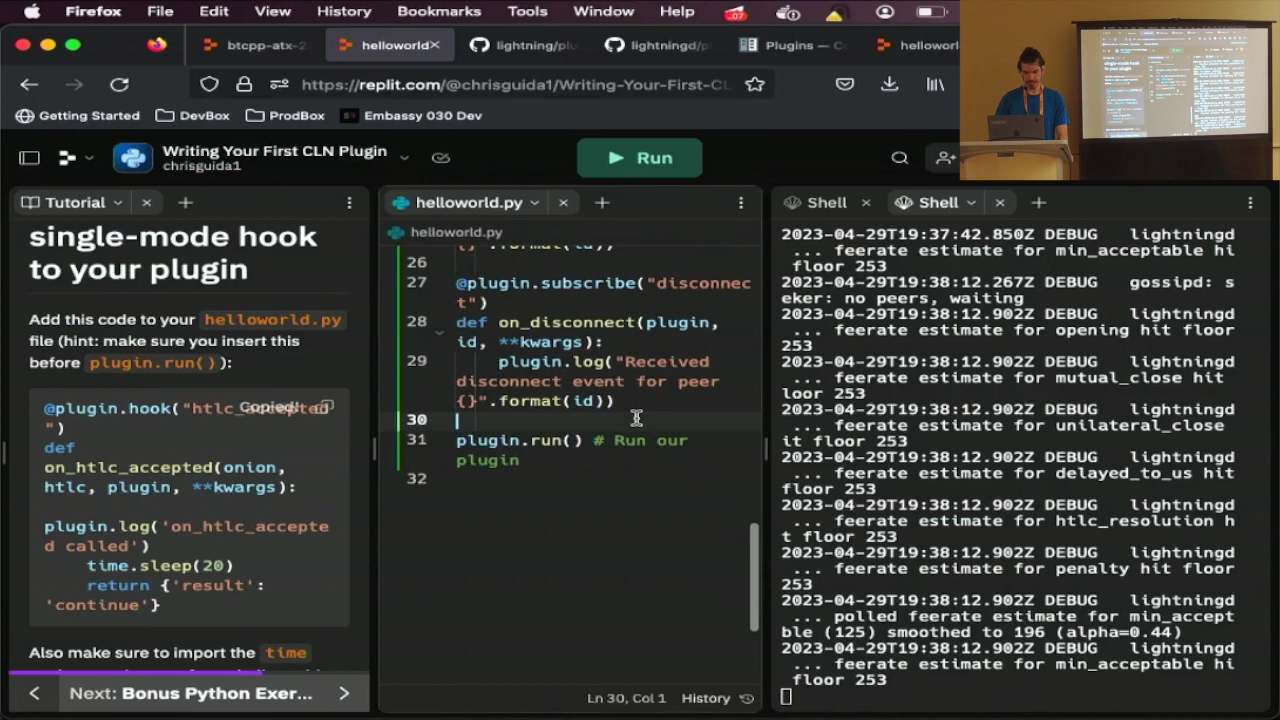 Firefox File Edit View History Bookmarks Tools Window Help
btcpp-atx-2
helloworld
lightning/plu
lightningd/p
Plugins — C
hellowor
https://replit.com/@chrisguida1/Writing-Your-First-CL
Getting Started DevBox ProdBox Embassy 030 Dev
Writing Your First CLN Plugin
chrisguida1
Run
Tutorial
helloworld.py
Shell
Shell
helloworld.py
single-mode hook
to your plugin
Add this code to your helloworld.py
file (hint: make sure you insert this
before plugin.run()):
@plugin.hook("htlc_accepted
")
Copied!
def
on_htlc_accepted(onion,
htlc, plugin, **kwargs):
plugin.log('on_htlc_accepte
d called')
time.sleep(20)
return {'result':
'continue'}
Also make sure to import the time
Next: Bonus Python Exer...
{}".format(id))
26
27 @plugin.subscribe("disconnec
t")
28 def on_disconnect(plugin,
id, **kwargs):
29 plugin.log("Received
disconnect event for peer
{}".format(id))
30
31 plugin.run() # Run our
plugin
32
Ln 30, Col 1 History
2023-04-29T19:37:42.850Z DEBUG lightningd
... feerate estimate for min_acceptable hi
floor 253
2023-04-29T19:38:12.267Z DEBUG gossipd: s
eker: no peers, waiting
2023-04-29T19:38:12.902Z DEBUG lightningd
... feerate estimate for opening hit floor
253
2023-04-29T19:38:12.902Z DEBUG lightningd
... feerate estimate for mutual_close hit
loor 253
2023-04-29T19:38:12.902Z DEBUG lightningd
... feerate estimate for unilateral_close
it floor 253
2023-04-29T19:38:12.902Z DEBUG lightningd
... feerate estimate for delayed_to_us hit
floor 253
2023-04-29T19:38:12.902Z DEBUG lightningd
... feerate estimate for htlc_resolution h
t floor 253
2023-04-29T19:38:12.902Z DEBUG lightningd
... feerate estimate for penalty hit floor
253
2023-04-29T19:38:12.902Z DEBUG lightningd
... polled feerate estimate for min_accept
ble (125) smoothed to 196 (alpha=0.44)
2023-04-29T19:38:12.902Z DEBUG lightningd
... feerate estimate for min_acceptable hi
floor 253